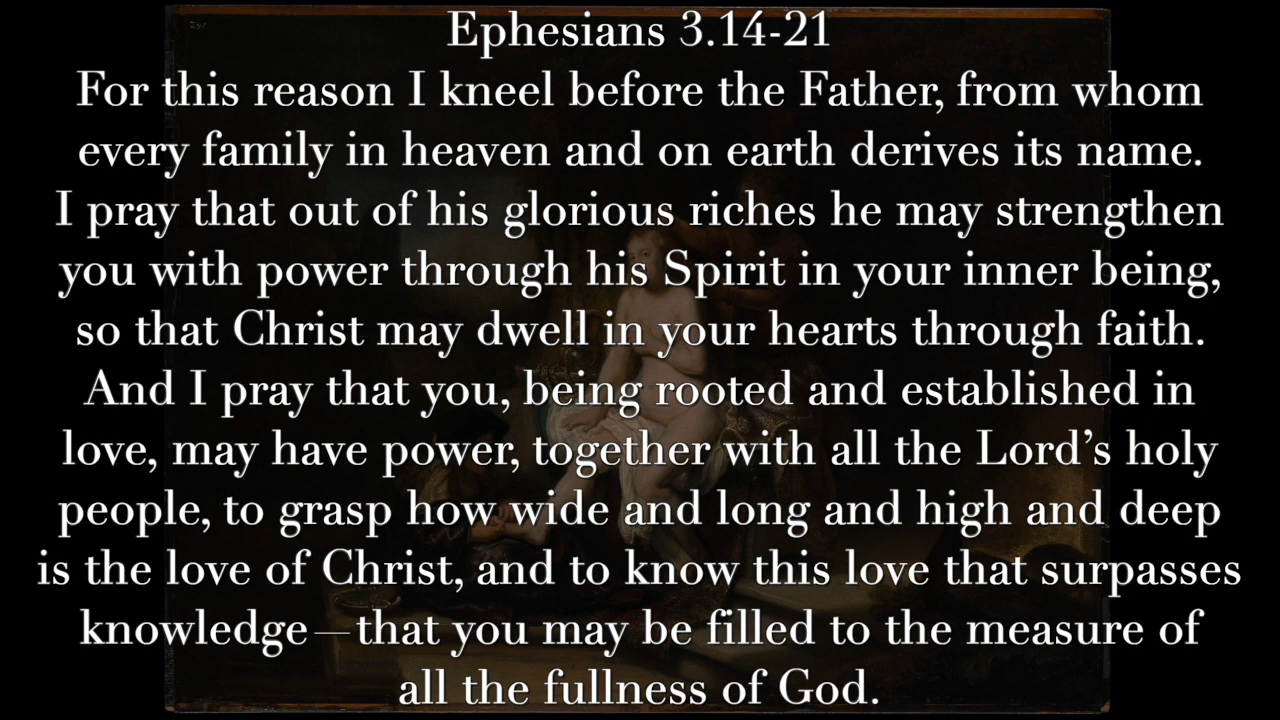 Ephesians 3.14-21
For this reason I kneel before the Father, from whom
every family in heaven and on earth derives its name.
I pray that out of his glorious riches he may strengthen
you with power through his Spirit in your inner being,
so that Christ may dwell in your hearts through faith.
And I pray that you, being rooted and established in
love, may have power, together with all the Lord’s holy
people, to grasp how wide and long and high and deep
is the love of Christ, and to know this love that surpasses
knowledge—that you may be filled to the measure of
all the fullness of God.